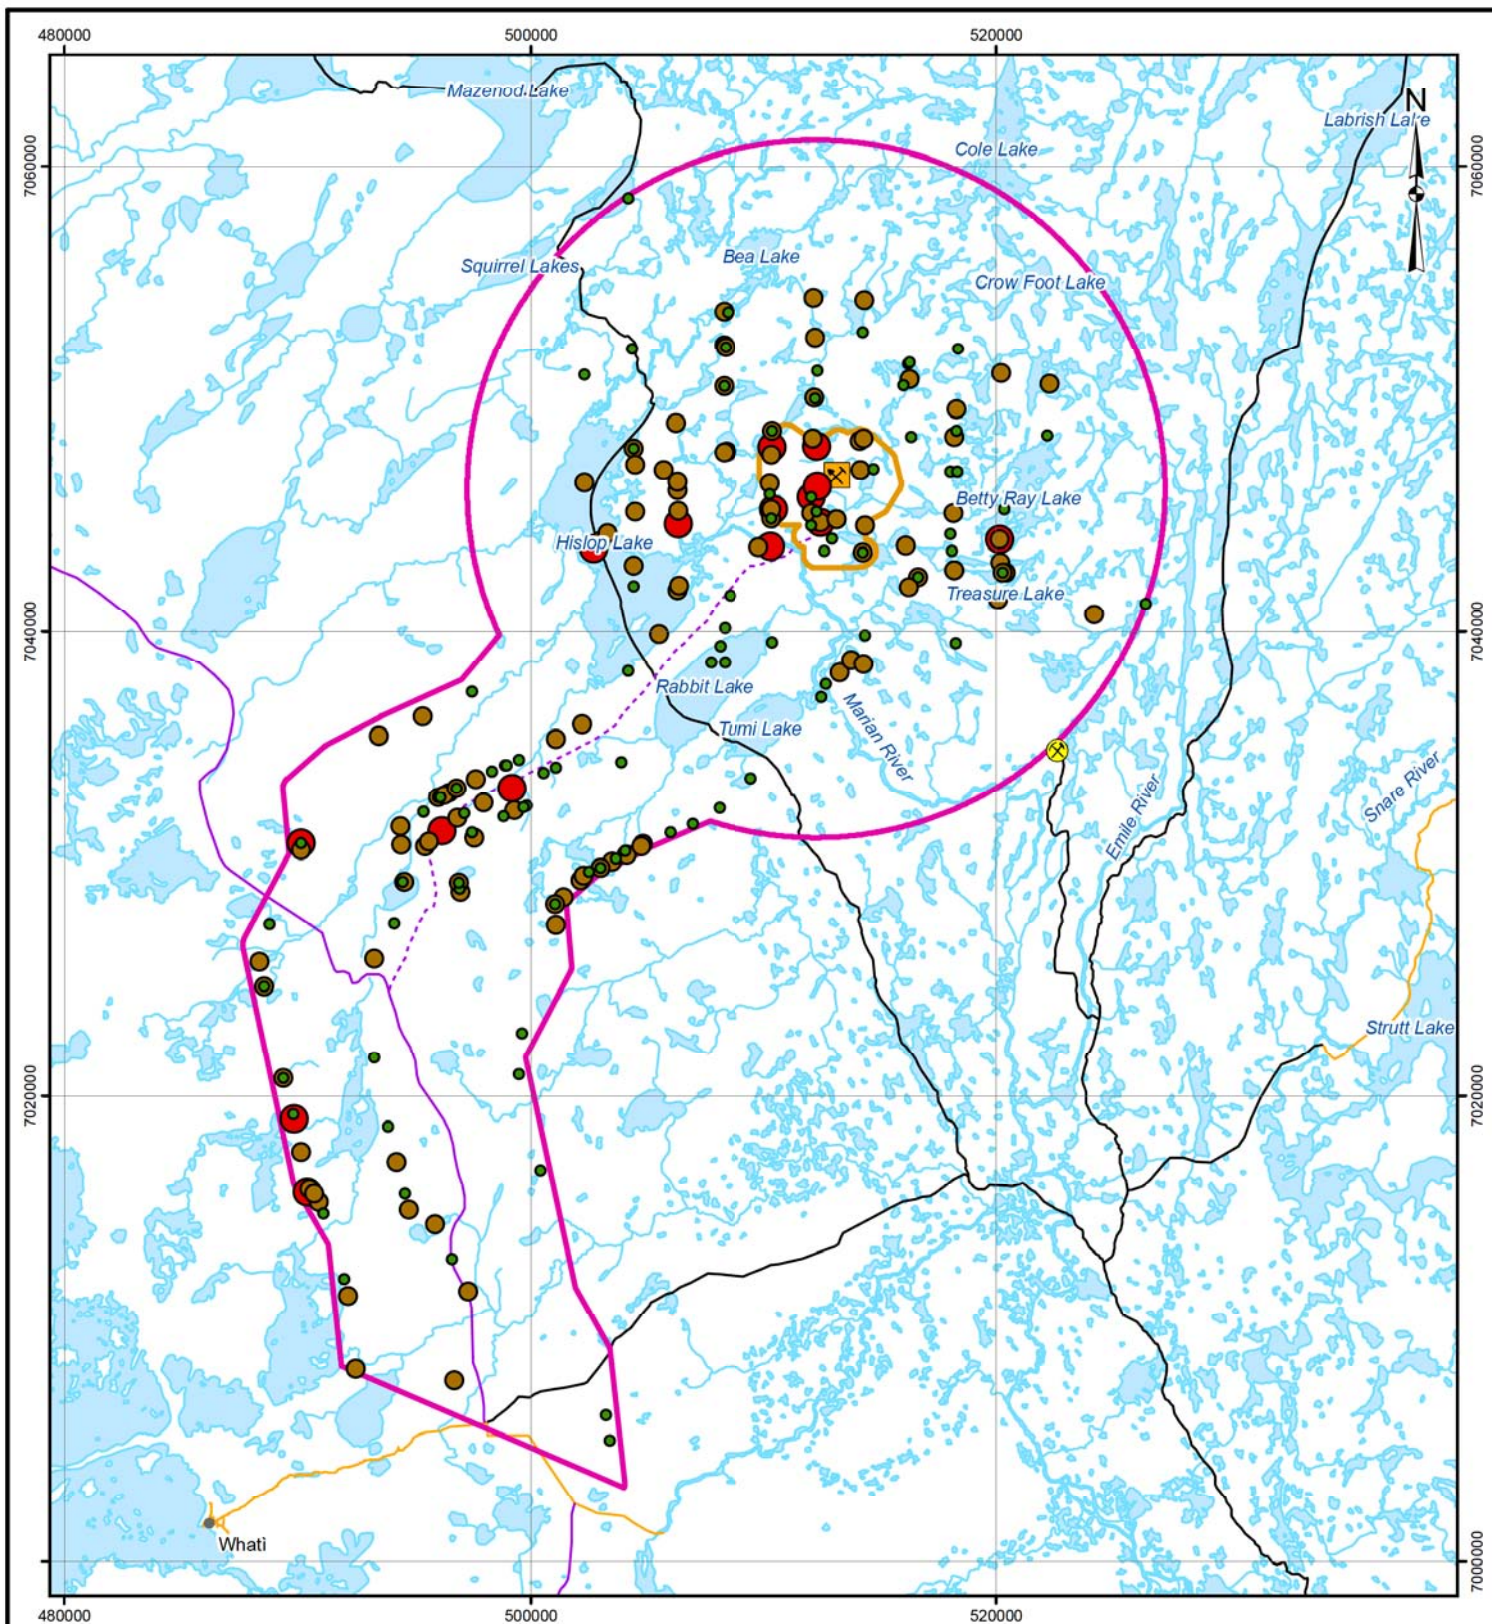 480000
500000
520000
N
Mazenod Lake
Labrish Lake
Cole Lake
7060000
7060000
Bea Lake
Squirrel Lakes
Crow Foot Lake
Betty Ray Lake
Hislop Lake
Treasure Lake
7040000
7040000
Rabbit Lake
Tumi Lake
Marian River
Emile River
Snare River
Strutt Lake
7020000
7020000
Whati
7000000
480000
500000
520000